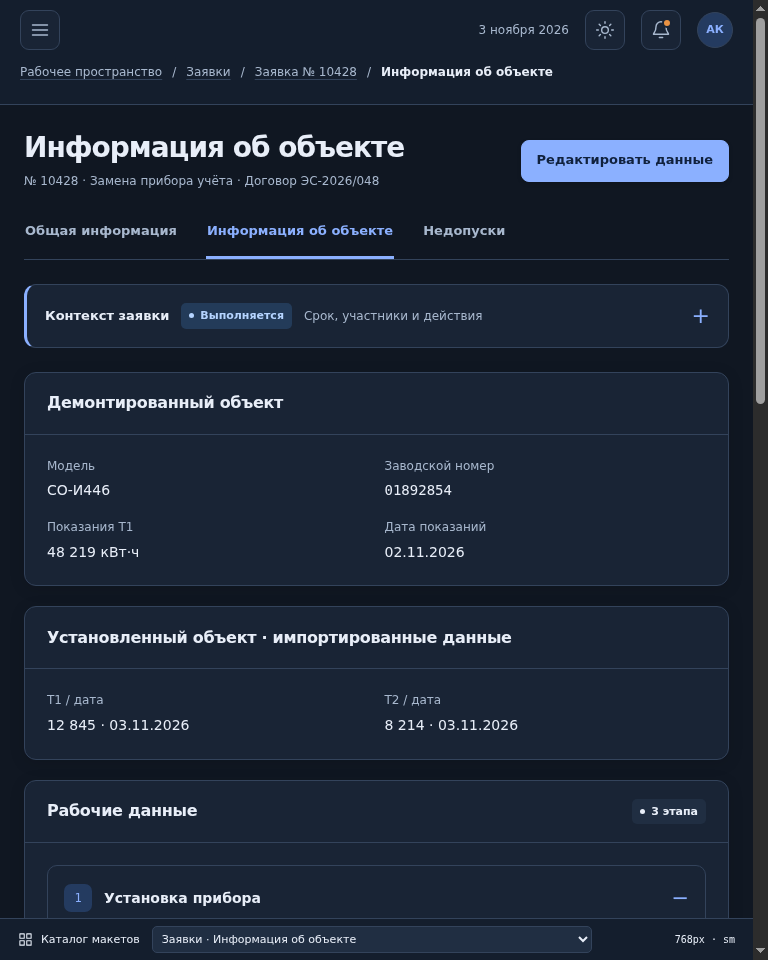 3 ноября 2026
АК
Рабочее пространство / Заявки / Заявка № 10428 / Информация об объекте
Информация об объекте
№ 10428 · Замена прибора учёта · Договор ЭС-2026/048
Редактировать данные
Общая информация
Информация об объекте
Недопуски
Контекст заявки
Выполняется
Срок, участники и действия
Демонтированный объект
Модель
СО-И446
Заводской номер
01892854
Показания Т1
48 219 кВт·ч
Дата показаний
02.11.2026
Установленный объект · импортированные данные
Т1 / дата
12 845 · 03.11.2026
Т2 / дата
8 214 · 03.11.2026
Рабочие данные
3 этапа
1
Установка прибора
Каталог макетов
Заявки · Информация об объекте
768px · sm